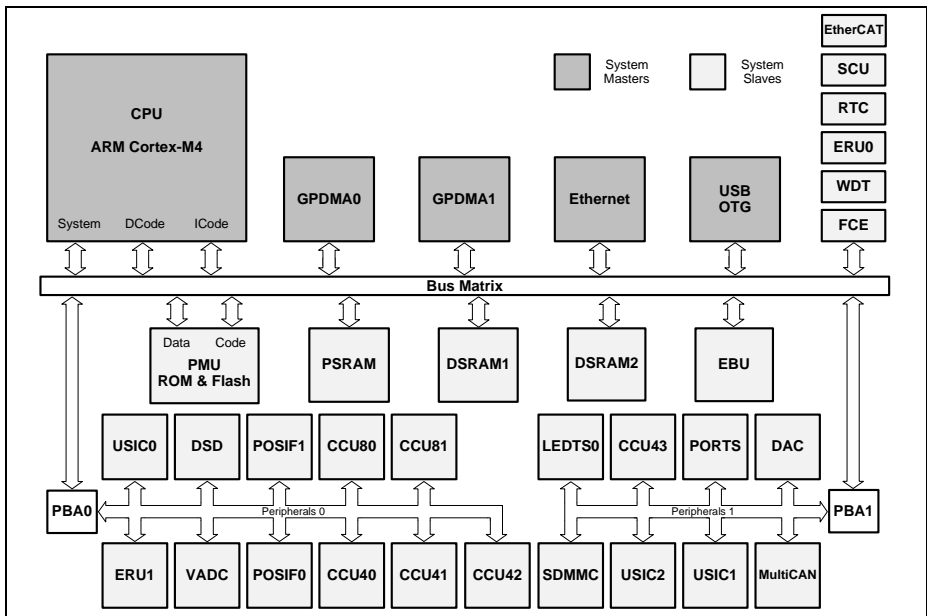 EtherCAT
System Masters
System Slaves
SCU
CPU
RTC
ARM Cortex-M4
ERU0
GPDMA0
GPDMA1
Ethernet
USB
OTG
WDT
System
DCode
ICode
FCE
Bus Matrix
Data
Code
PMU
ROM & Flash
PSRAM
DSRAM1
DSRAM2
EBU
USIC0
DSD
POSIF1
CCU80
CCU81
LEDTS0
CCU43
PORTS
DAC
PBA0
Peripherals 0
Peripherals 1
PBA1
ERU1
VADC
POSIF0
CCU40
CCU41
CCU42
SDMMC
USIC2
USIC1
MultiCAN